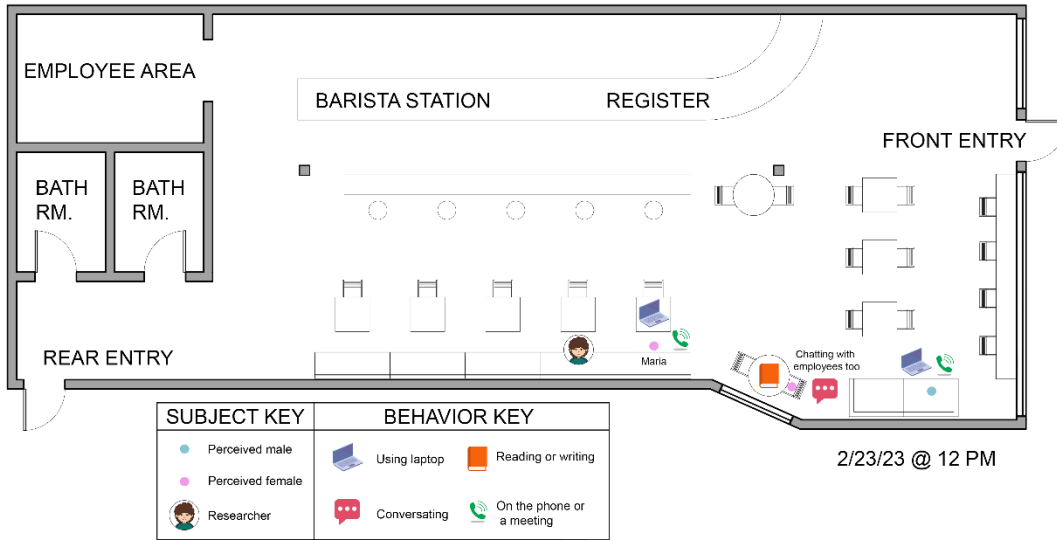 EMPLOYEE AREA
BARISTA STATION
REGISTER
FRONT ENTRY
BATH
RM.
BATH
RM.
REAR ENTRY
Maria
Chatting with
employees too
2/23/23 @ 12 PM
SUBJECT KEY
Perceived male
Perceived female
Researcher
BEHAVIOR KEY
Using laptop
Reading or writing
Conversating
On the phone or
a meeting